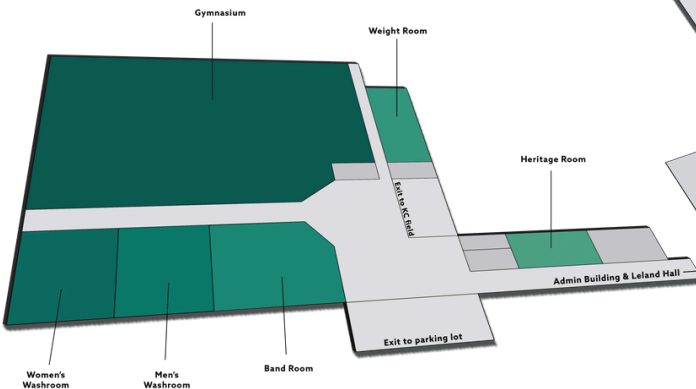 Gymnasium
Weight Room
Heritage Room
Exit to KC field
Admin Building & Leland Hall
Exit to parking lot
Women's
Washroom
Men's
Washroom
Band Room